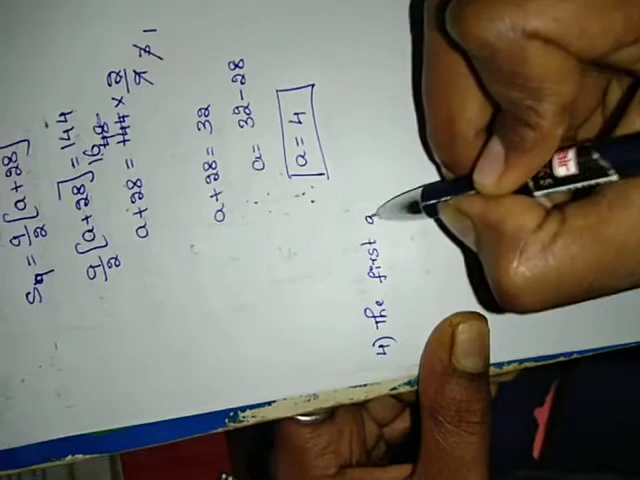 S9 = 9/2 [a+28]
9/2 [a+28] = 144
a+28 = 144 × 2/9
a+28 = 32
a = 32-28
∴ a = 4
4) The first a